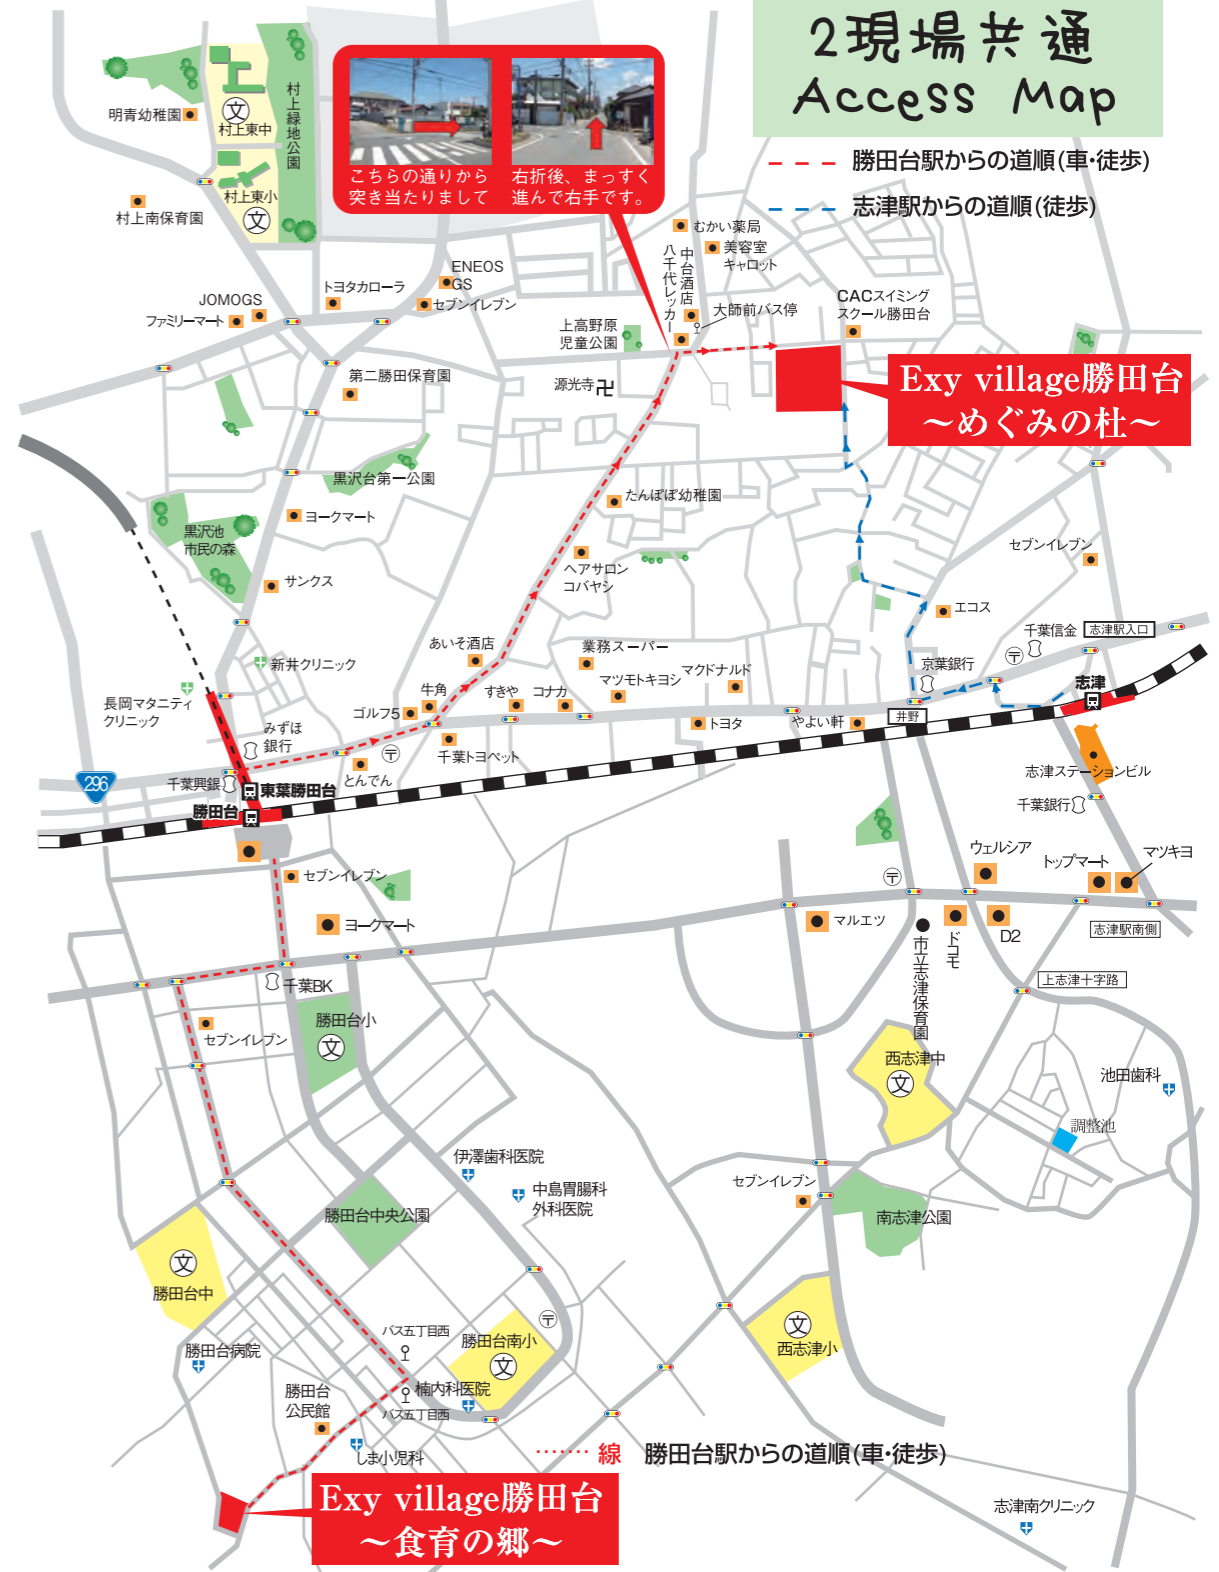 2現場共通
Access Map
勝田台駅からの道順(車・徒歩)
志津駅からの道順(徒歩)
こちらの通りから
突き当たりまして
右折後、まっすぐ
進んで右手です。
明青幼稚園
文
村上東中
村上緑地公園
村上東小
文
村上南保育園
むかい薬局
美容室
キャロット
中台酒店
八千代レッカー
大師前バス停
CACスイミング
スクール勝田台
ENEOS
GS
トヨタカローラ
セブンイレブン
JOMOGS
ファミリーマート
上高野原
児童公園
源光寺卍
第二勝田保育園
Exy village勝田台
～めぐみの杜～
黒沢台第一公園
ヨークマート
黒沢池
市民の森
サンクス
たんぽぽ幼稚園
ヘアサロン
コバヤシ
セブンイレブン
エコス
千葉信金
志津駅入口
〒
京葉銀行
志津
井野
あいそ酒店
業務スーパー
マツモトキヨシ
マクドナルド
新井クリニック
長岡マタニティ
クリニック
みずほ
銀行
ゴルフ5
牛角
すきや
コナカ
トヨタ
やよい軒
〒
千葉トヨペット
とんでん
296
千葉興銀
東葉勝田台
勝田台
志津ステーションビル
千葉銀行
セブンイレブン
ヨークマート
ウェルシア
トップマート
マツキヨ
〒
マルエツ
市立志津保育園
ドコモ
D2
志津駅南側
上志津十字路
千葉BK
セブンイレブン
勝田台小
文
西志津中
文
池田歯科
調整池
伊澤歯科医院
中島胃腸科
外科医院
セブンイレブン
南志津公園
勝田台中央公園
文
勝田台中
勝田台病院
バス五丁目西
勝田台南小
文
〒
文
西志津小
勝田台
公民館
楠内科医院
バス五丁目西
しま小児科
‥‥‥ 線 勝田台駅からの道順(車・徒歩)
Exy village勝田台
～食育の郷～
志津南クリニック